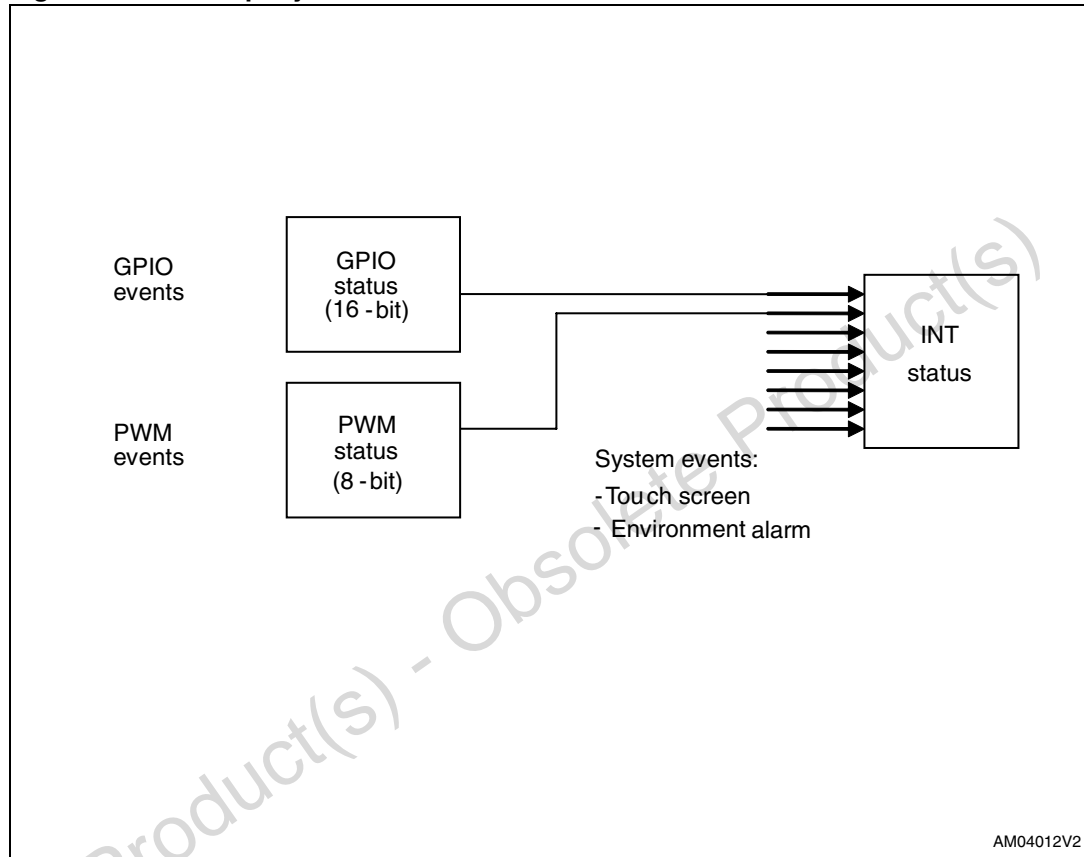 GPIO
events
GPIO
status
(16 - bit)
PWM
events
PWM
status
(8 - bit)
INT
status
System events:
- Touch screen
- Environment alarm
Product(s) - Obsolete Product(s)
AM04012V2